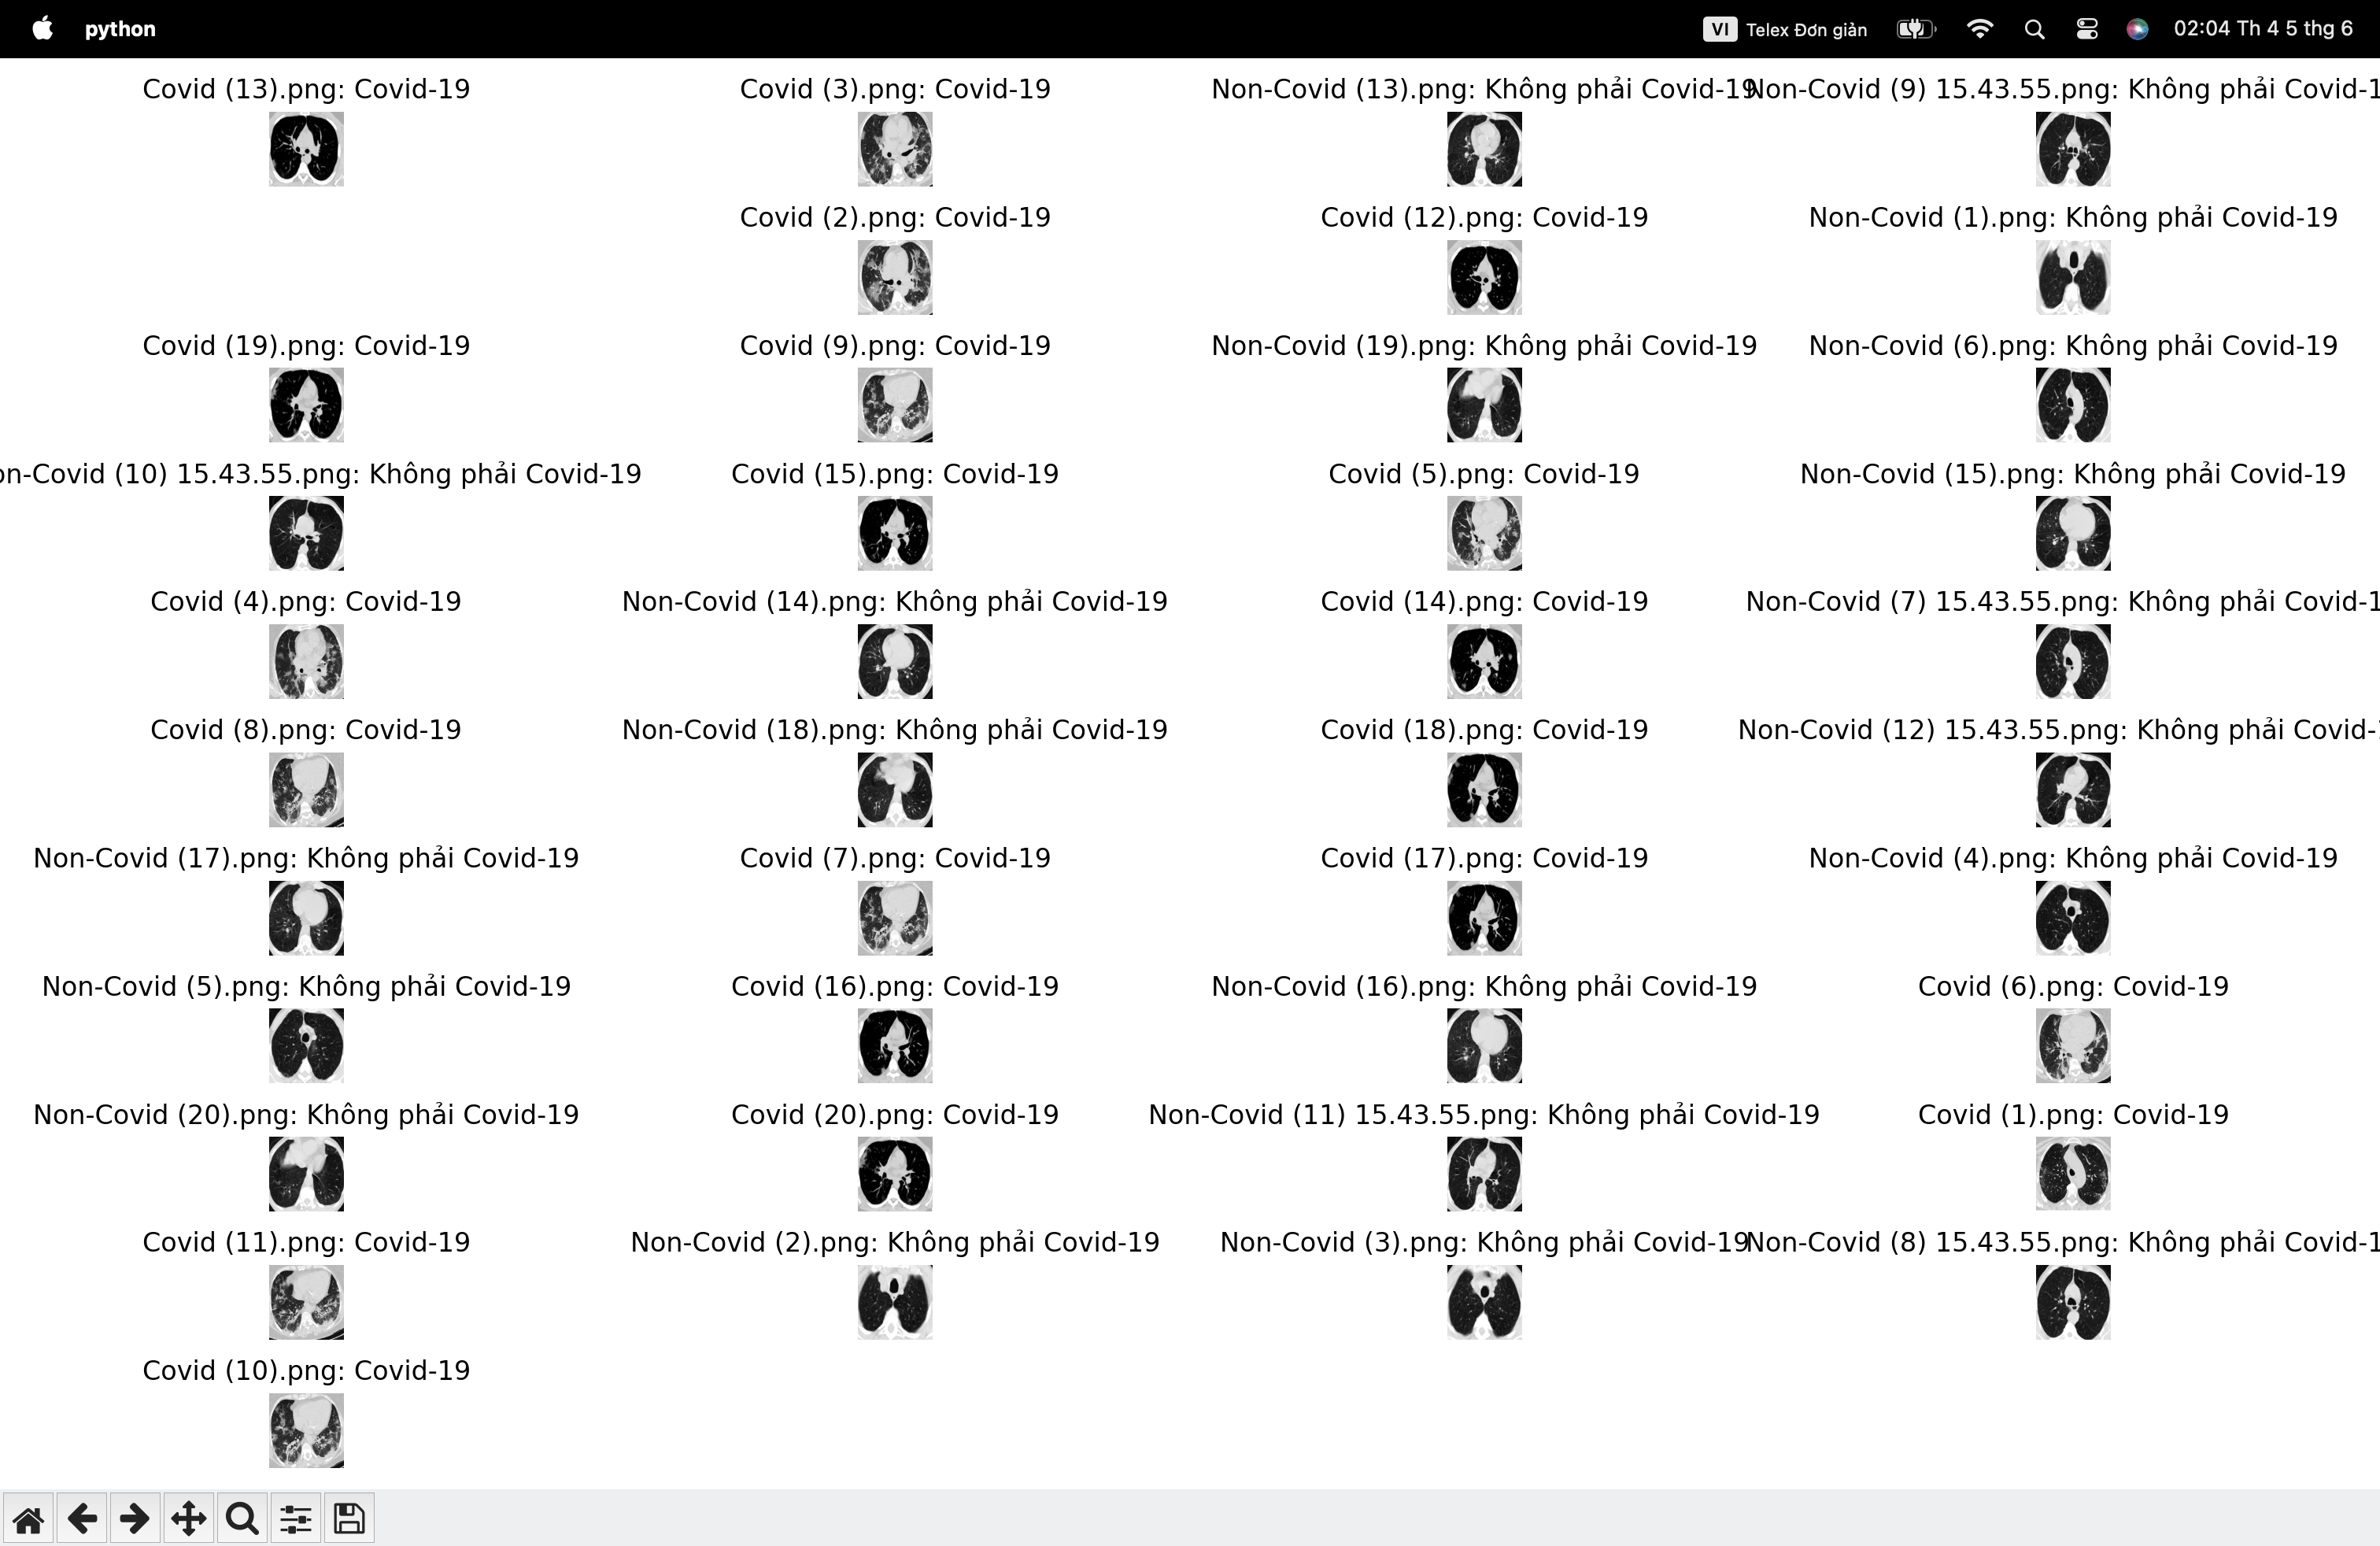 python VI Telex Đơn giản 02:04 Th 4 5 thg 6
Covid (13).png: Covid-19 Covid (3).png: Covid-19 Non-Covid (13).png: Không phải Covid-19 Non-Covid (9) 15.43.55.png: Không phải Covid-1
Covid (2).png: Covid-19 Covid (12).png: Covid-19 Non-Covid (1).png: Không phải Covid-19
Covid (19).png: Covid-19 Covid (9).png: Covid-19 Non-Covid (19).png: Không phải Covid-19 Non-Covid (6).png: Không phải Covid-19
on-Covid (10) 15.43.55.png: Không phải Covid-19 Covid (15).png: Covid-19 Covid (5).png: Covid-19 Non-Covid (15).png: Không phải Covid-19
Covid (4).png: Covid-19 Non-Covid (14).png: Không phải Covid-19 Covid (14).png: Covid-19 Non-Covid (7) 15.43.55.png: Không phải Covid-1
Covid (8).png: Covid-19 Non-Covid (18).png: Không phải Covid-19 Covid (18).png: Covid-19 Non-Covid (12) 15.43.55.png: Không phải Covid-
Non-Covid (17).png: Không phải Covid-19 Covid (7).png: Covid-19 Covid (17).png: Covid-19 Non-Covid (4).png: Không phải Covid-19
Non-Covid (5).png: Không phải Covid-19 Covid (16).png: Covid-19 Non-Covid (16).png: Không phải Covid-19 Covid (6).png: Covid-19
Non-Covid (20).png: Không phải Covid-19 Covid (20).png: Covid-19 Non-Covid (11) 15.43.55.png: Không phải Covid-19 Covid (1).png: Covid-19
Covid (11).png: Covid-19 Non-Covid (2).png: Không phải Covid-19 Non-Covid (3).png: Không phải Covid-19 Non-Covid (8) 15.43.55.png: Không phải Covid-1
Covid (10).png: Covid-19